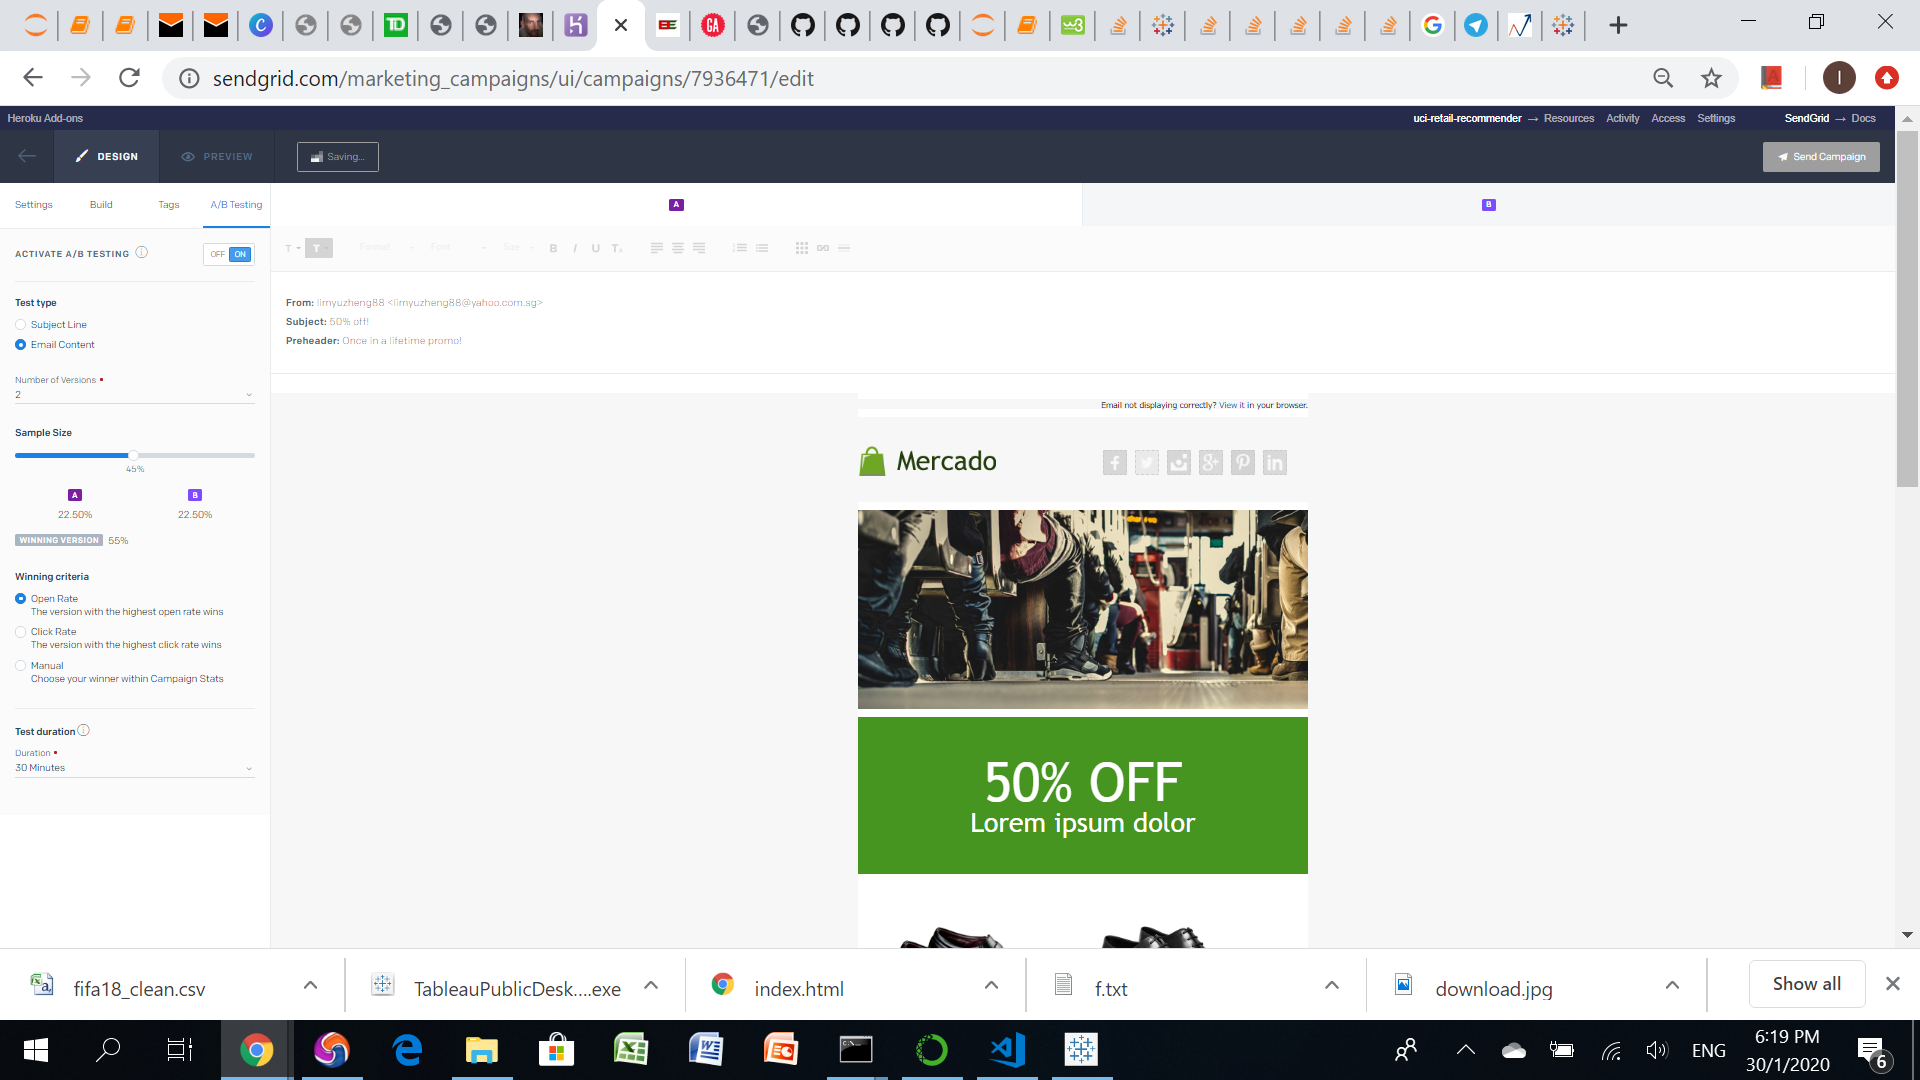 sendgrid.com/marketing_campaigns/ui/campaigns/7936471/edit
Heroku Add-ons
uci-retail-recommender → Resources Activity Access Settings SendGrid → Docs
DESIGN PREVIEW Saving... Send Campaign
Settings Build Tags A/B Testing
A B
ACTIVATE A/B TESTING OFF ON
Format Font Size B I U
Test type
Subject Line
Email Content
From: limyuzheng88 <limyuzheng88@yahoo.com.sg>
Subject: 50% off!
Preheader: Once in a lifetime promo!
Number of Versions
2
Sample Size
45%
A B
22.50% 22.50%
WINNING VERSION 55%
Winning criteria
Open Rate
The version with the highest open rate wins
Click Rate
The version with the highest click rate wins
Manual
Choose your winner within Campaign Stats
Test duration
Duration
30 Minutes
Email not displaying correctly? View it in your browser.
Mercado
50% OFF
Lorem ipsum dolor
fifa18_clean.csv
TableauPublicDesk....exe
index.html
f.txt
download.jpg
Show all
ENG
6:19 PM
30/1/2020
6